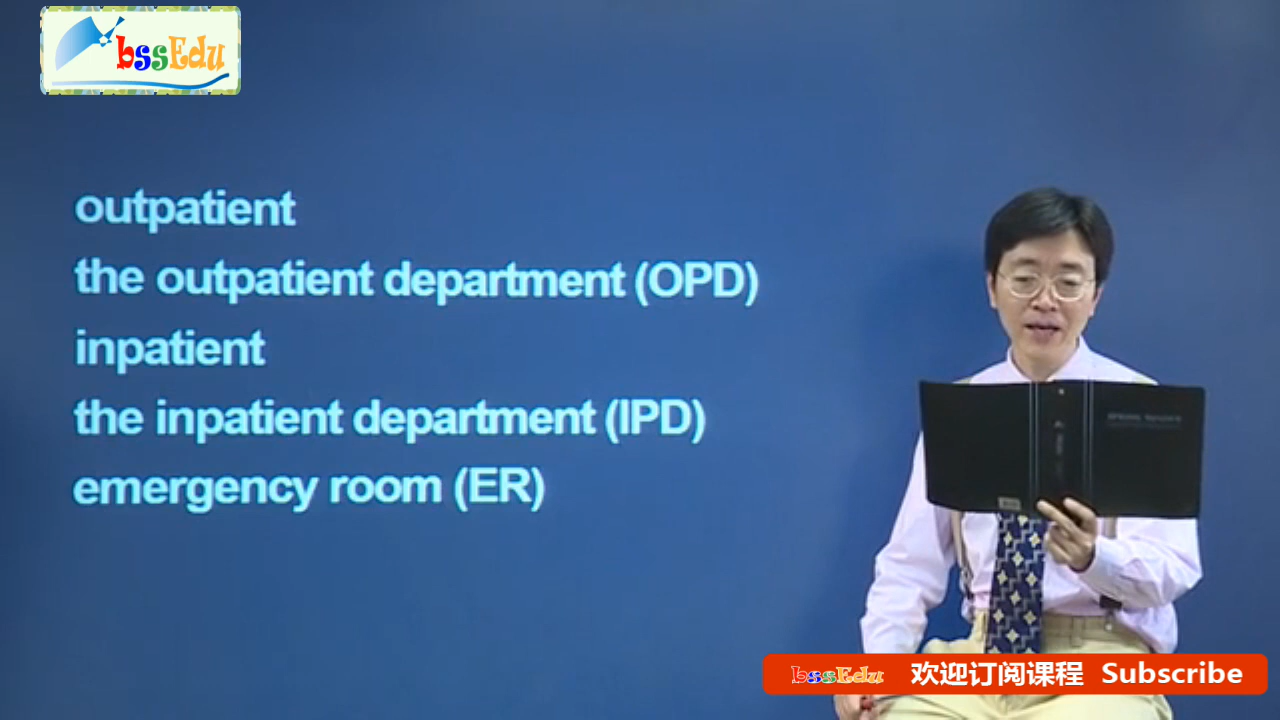 bssEdu
outpatient
the outpatient department (OPD)
inpatient
the inpatient department (IPD)
emergency room (ER)
bssEdu 欢迎订阅课程 Subscribe